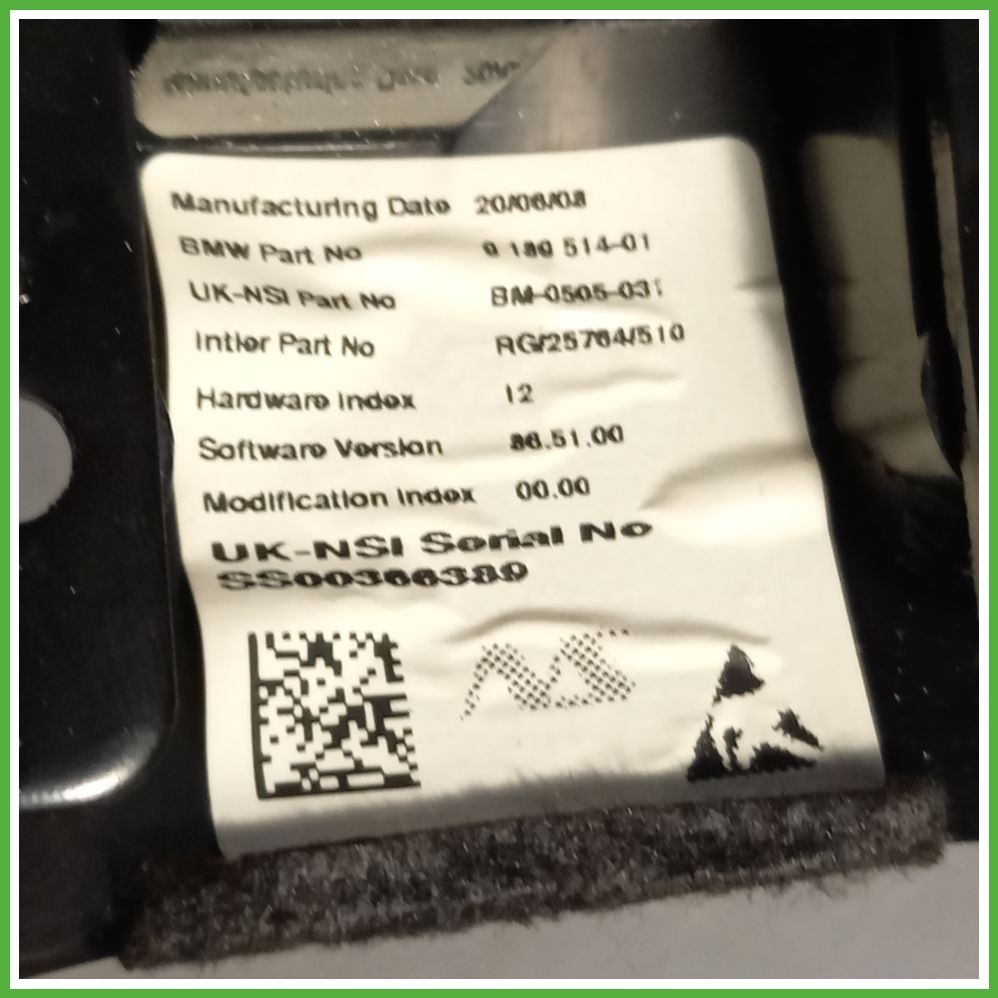 Manufacturing Date 20/06/08
BMW Part No 9 189 514-01
UK-NSI Part No BM-0505-031
Intier Part No RG/25764/510
Hardware Index 12
Software Version 86.51.00
Modification Index 00.00
UK-NSI Serial No
SS00366389